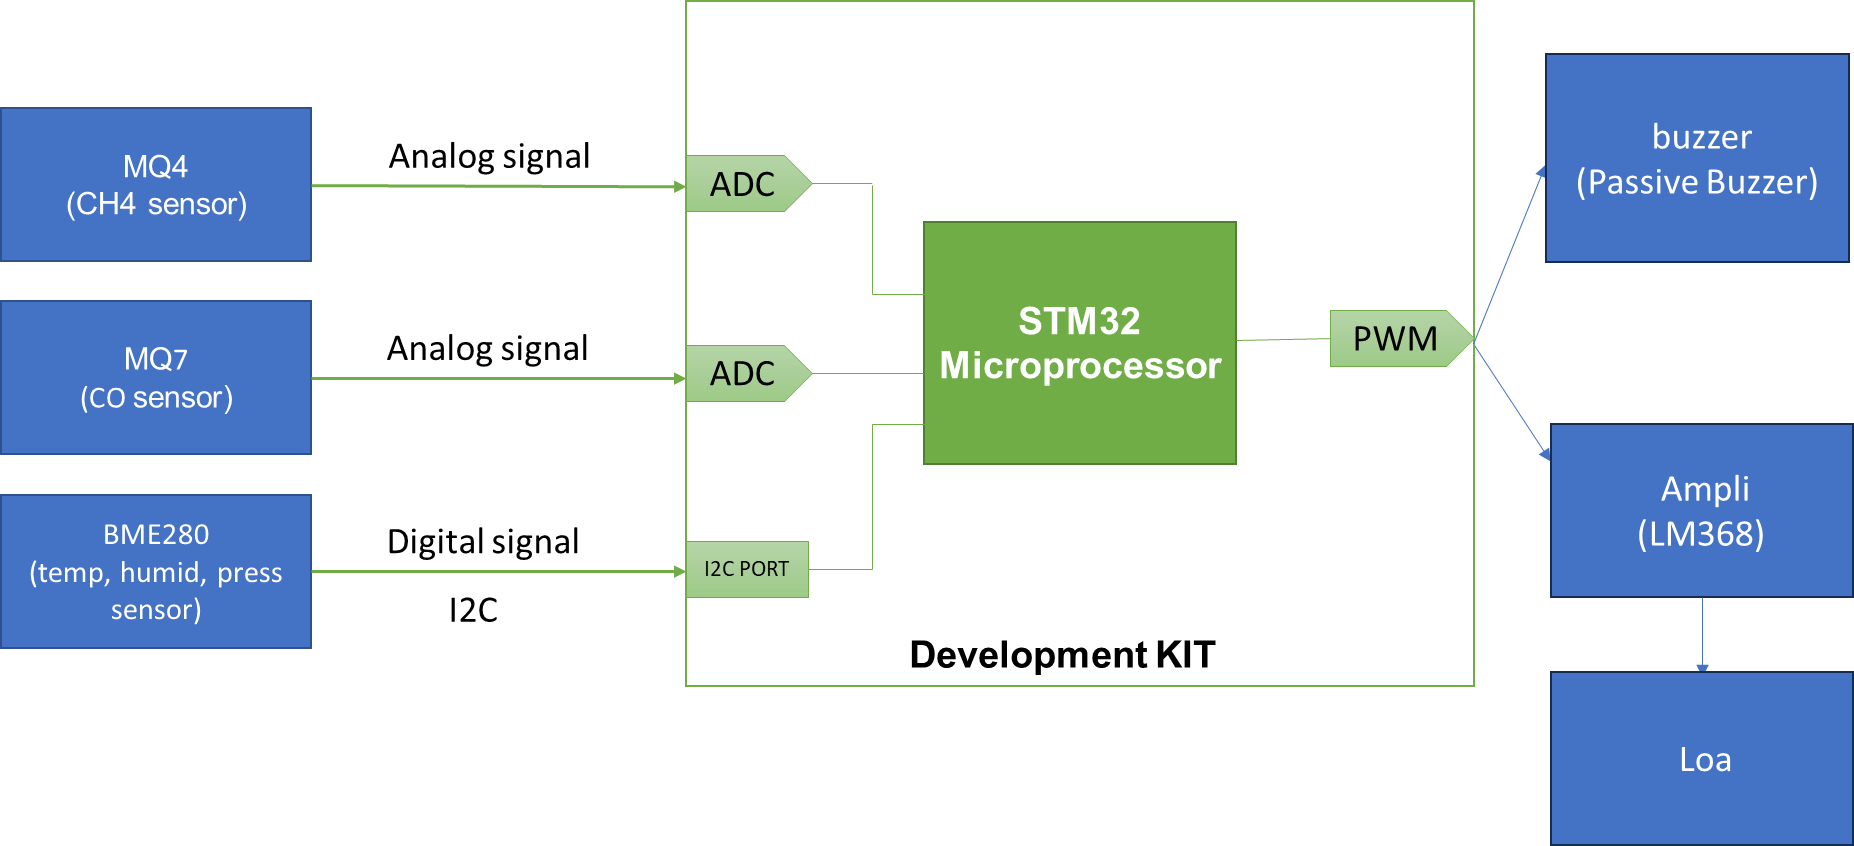 MQ4
(CH4 sensor)
Analog signal
ADC
MQ7
(CO sensor)
Analog signal
ADC
BME280
(temp, humid, press
sensor)
Digital signal
I2C
I2C PORT
STM32
Microprocessor
PWM
Development KIT
buzzer
(Passive Buzzer)
Ampli
(LM368)
Loa